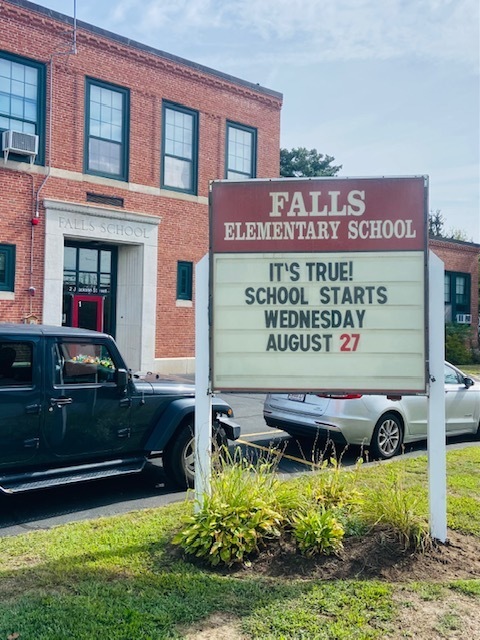 FALLS SCHOOL
FALLS
ELEMENTARY SCHOOL
IT'S TRUE!
SCHOOL STARTS
WEDNESDAY
AUGUST 27